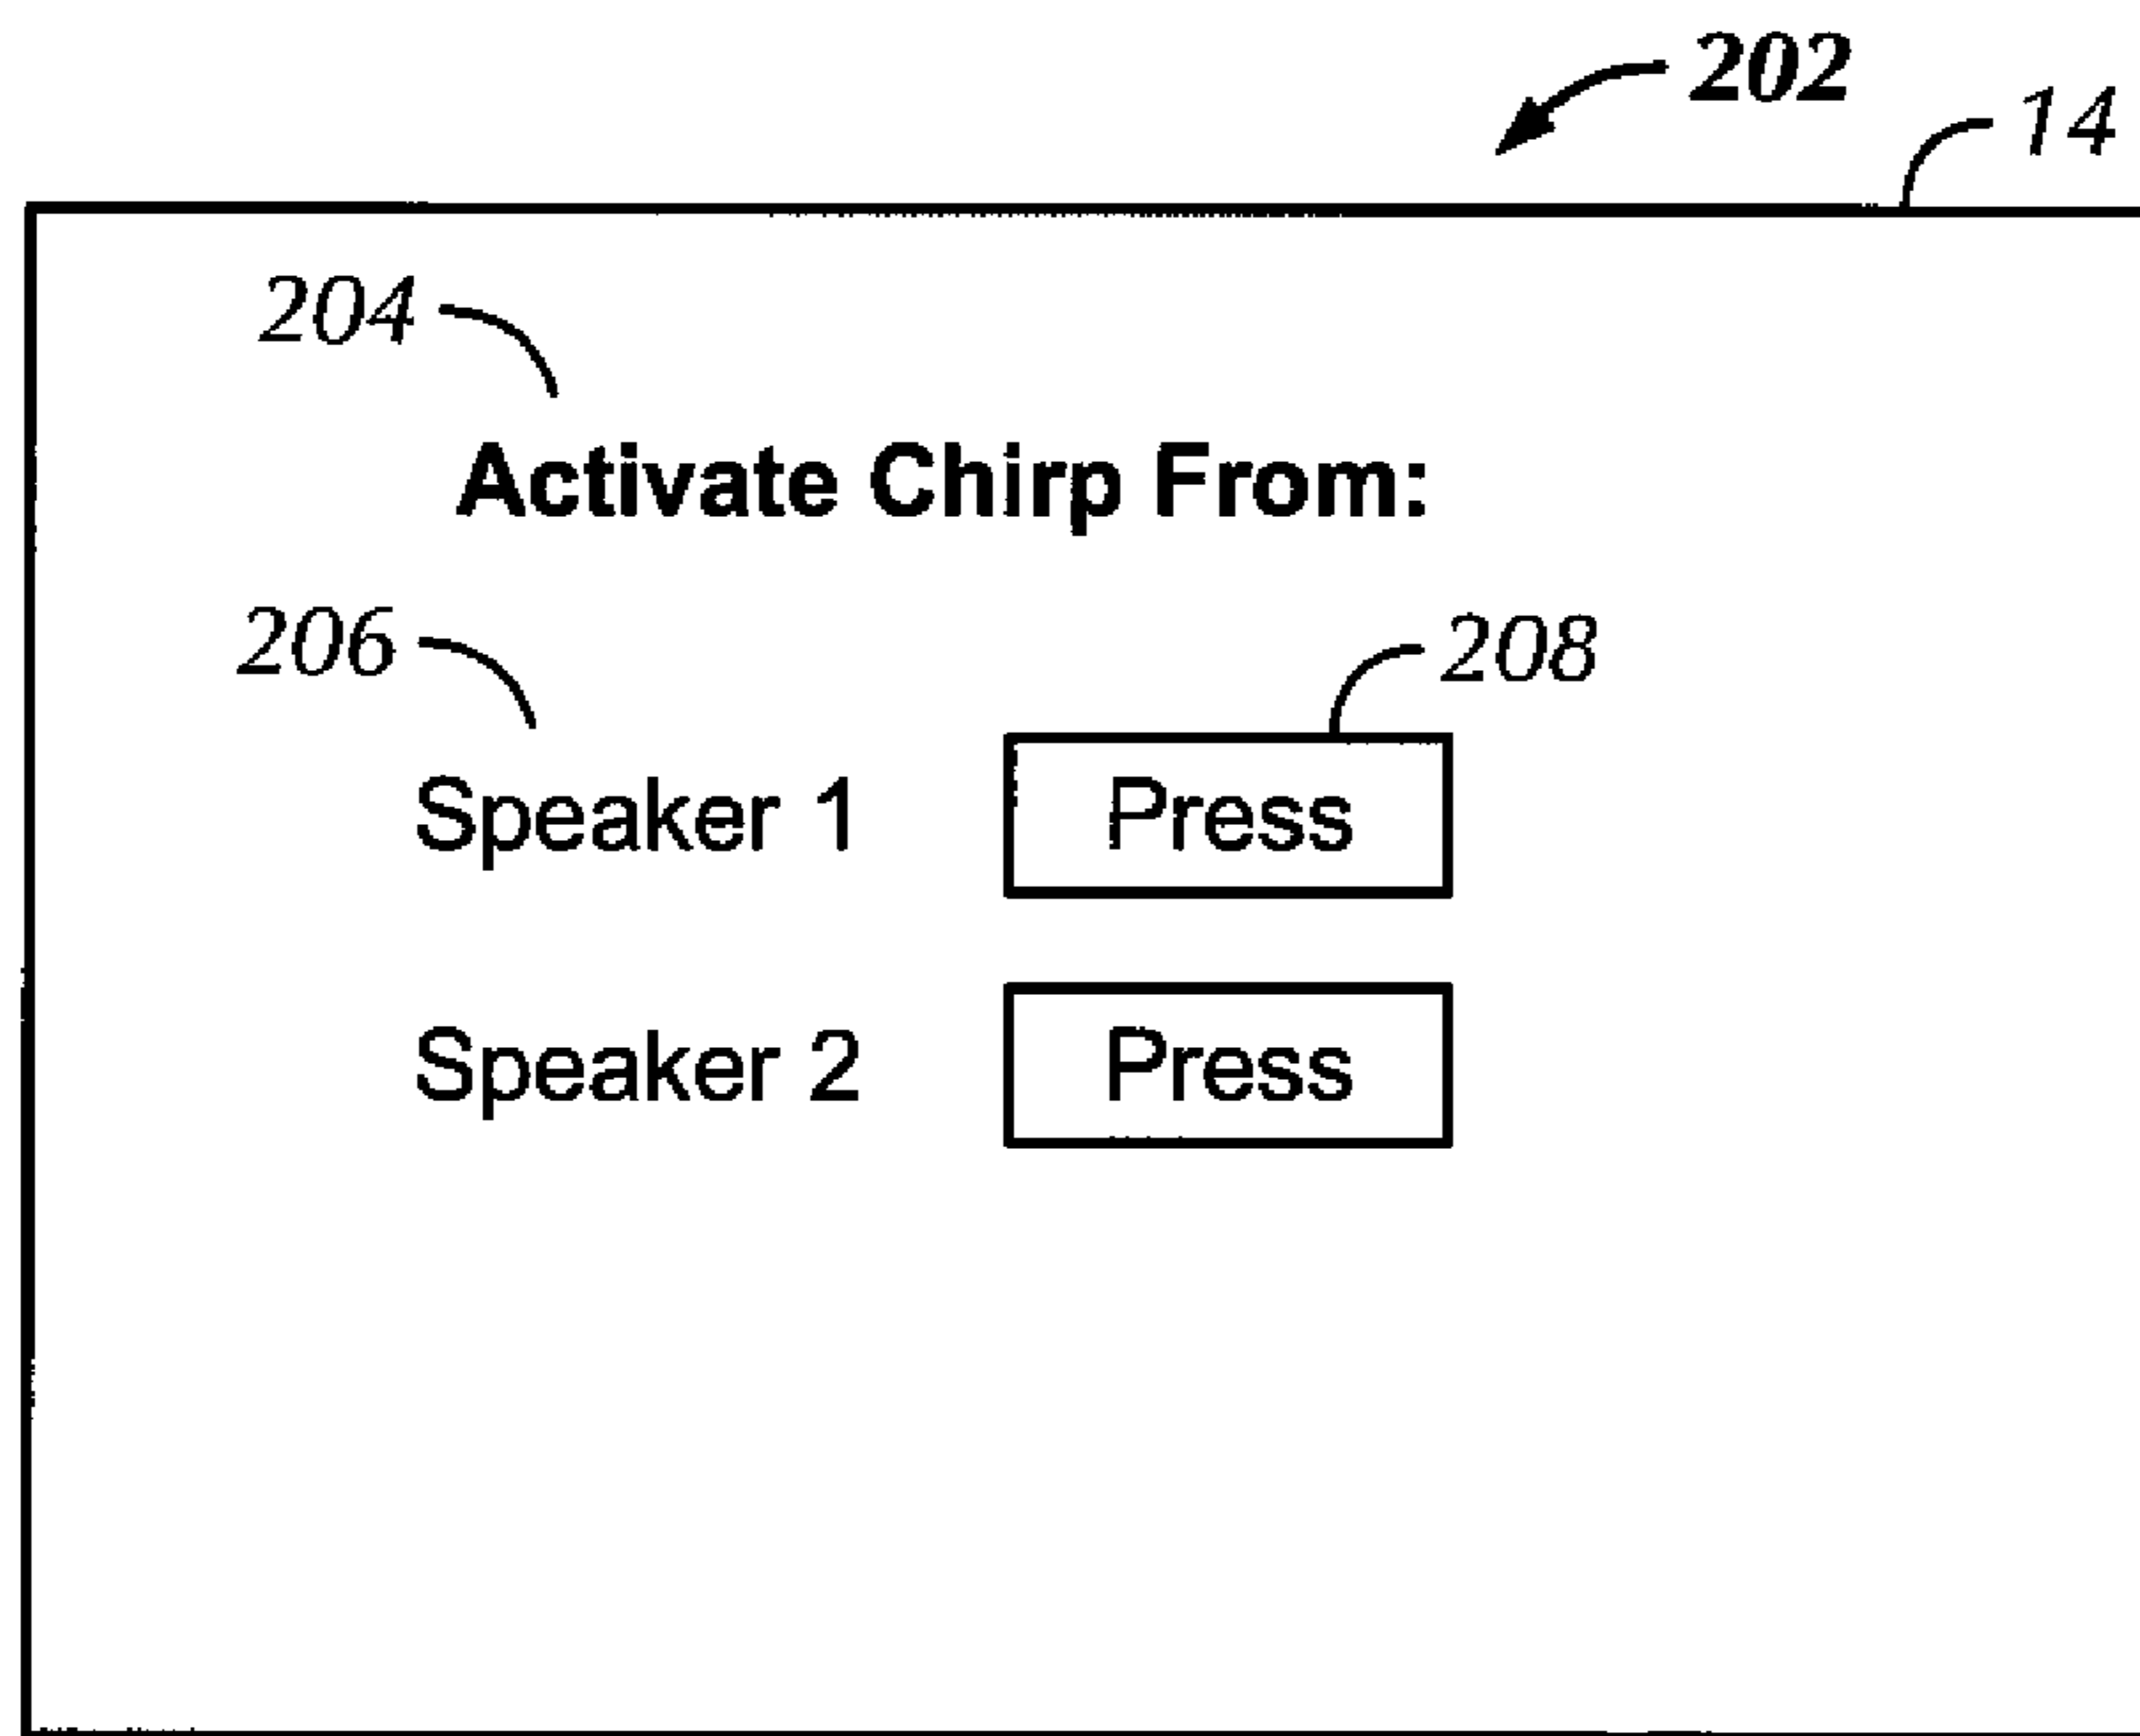 202
14
204
Activate Chirp From:
206
208
Speaker 1 Press
Speaker 2 Press